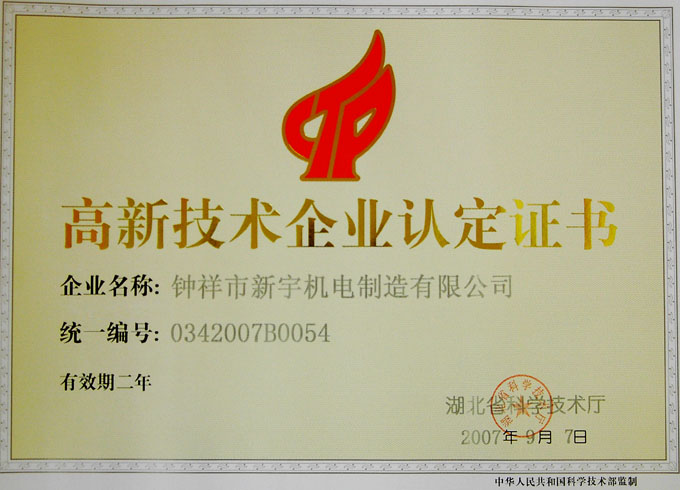 高新技术企业认定证书
企业名称: 钟祥市新宇机电制造有限公司
统一编号: 0342007B0054
有效期二年
湖北省科学技术厅
2007年 9月 7日
中华人民共和国科学技术部监制